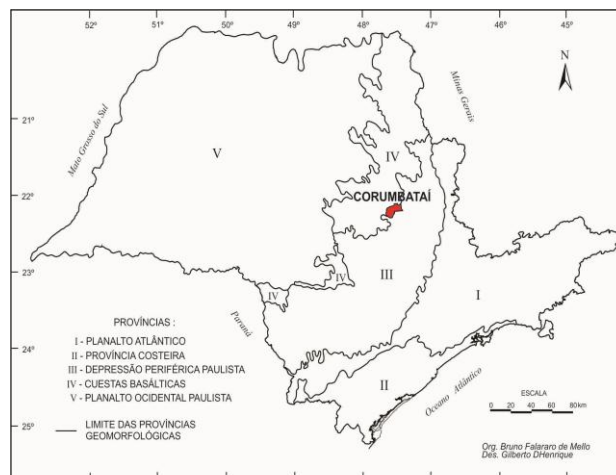 52° 51° 50° 49° 48° 47° 46° 45°
N
Minas Gerais
Mato Grosso do Sul
21°
IV
V
CORUMBATAÍ
22°
23°
III
IV
I
IV
PROVÍNCIAS :
I - PLANALTO ATLÂNTICO
II - PROVÍNCIA COSTEIRA
III - DEPRESSÃO PERIFÉRICA PAULISTA
IV - CUESTAS BASÁLTICAS
V - PLANALTO OCIDENTAL PAULISTA
LIMITE DAS PROVÍNCIAS
GEOMORFOLÓGICAS
Paraná
24°
II
Oceano Atlântico
ESCALA
0 20 40 60 80km
25°
Org. Bruno Falararo de Mello
Des. Gilberto DHenrique